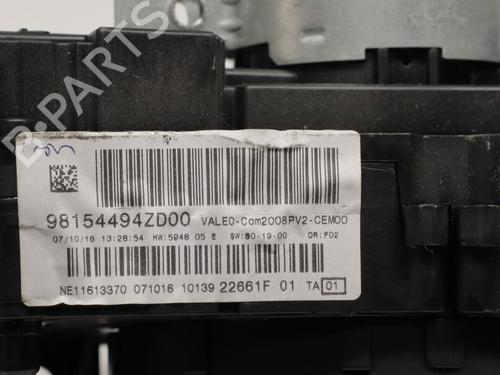 B-PARTS
98154494ZD00 VALEO-Com2008PV2-CEM00
07/10/16 13:28:54 HW:5948 05 E SW:50-19-00 DR:F02
NE11613370 071016 10139 22661F 01 TA 01